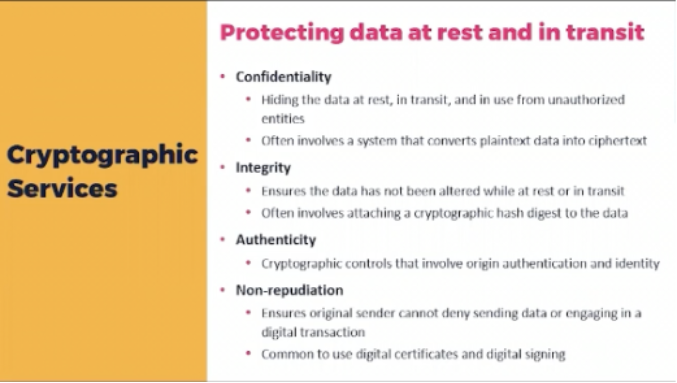 Cryptographic
Services
Protecting data at rest and in transit
• Confidentiality
• Hiding the data at rest, in transit, and in use from unauthorized
entities
• Often involves a system that converts plaintext data into ciphertext
• Integrity
• Ensures the data has not been altered while at rest or in transit
• Often involves attaching a cryptographic hash digest to the data
• Authenticity
• Cryptographic controls that involve origin authentication and identity
• Non-repudiation
• Ensures original sender cannot deny sending data or engaging in a
digital transaction
• Common to use digital certificates and digital signing